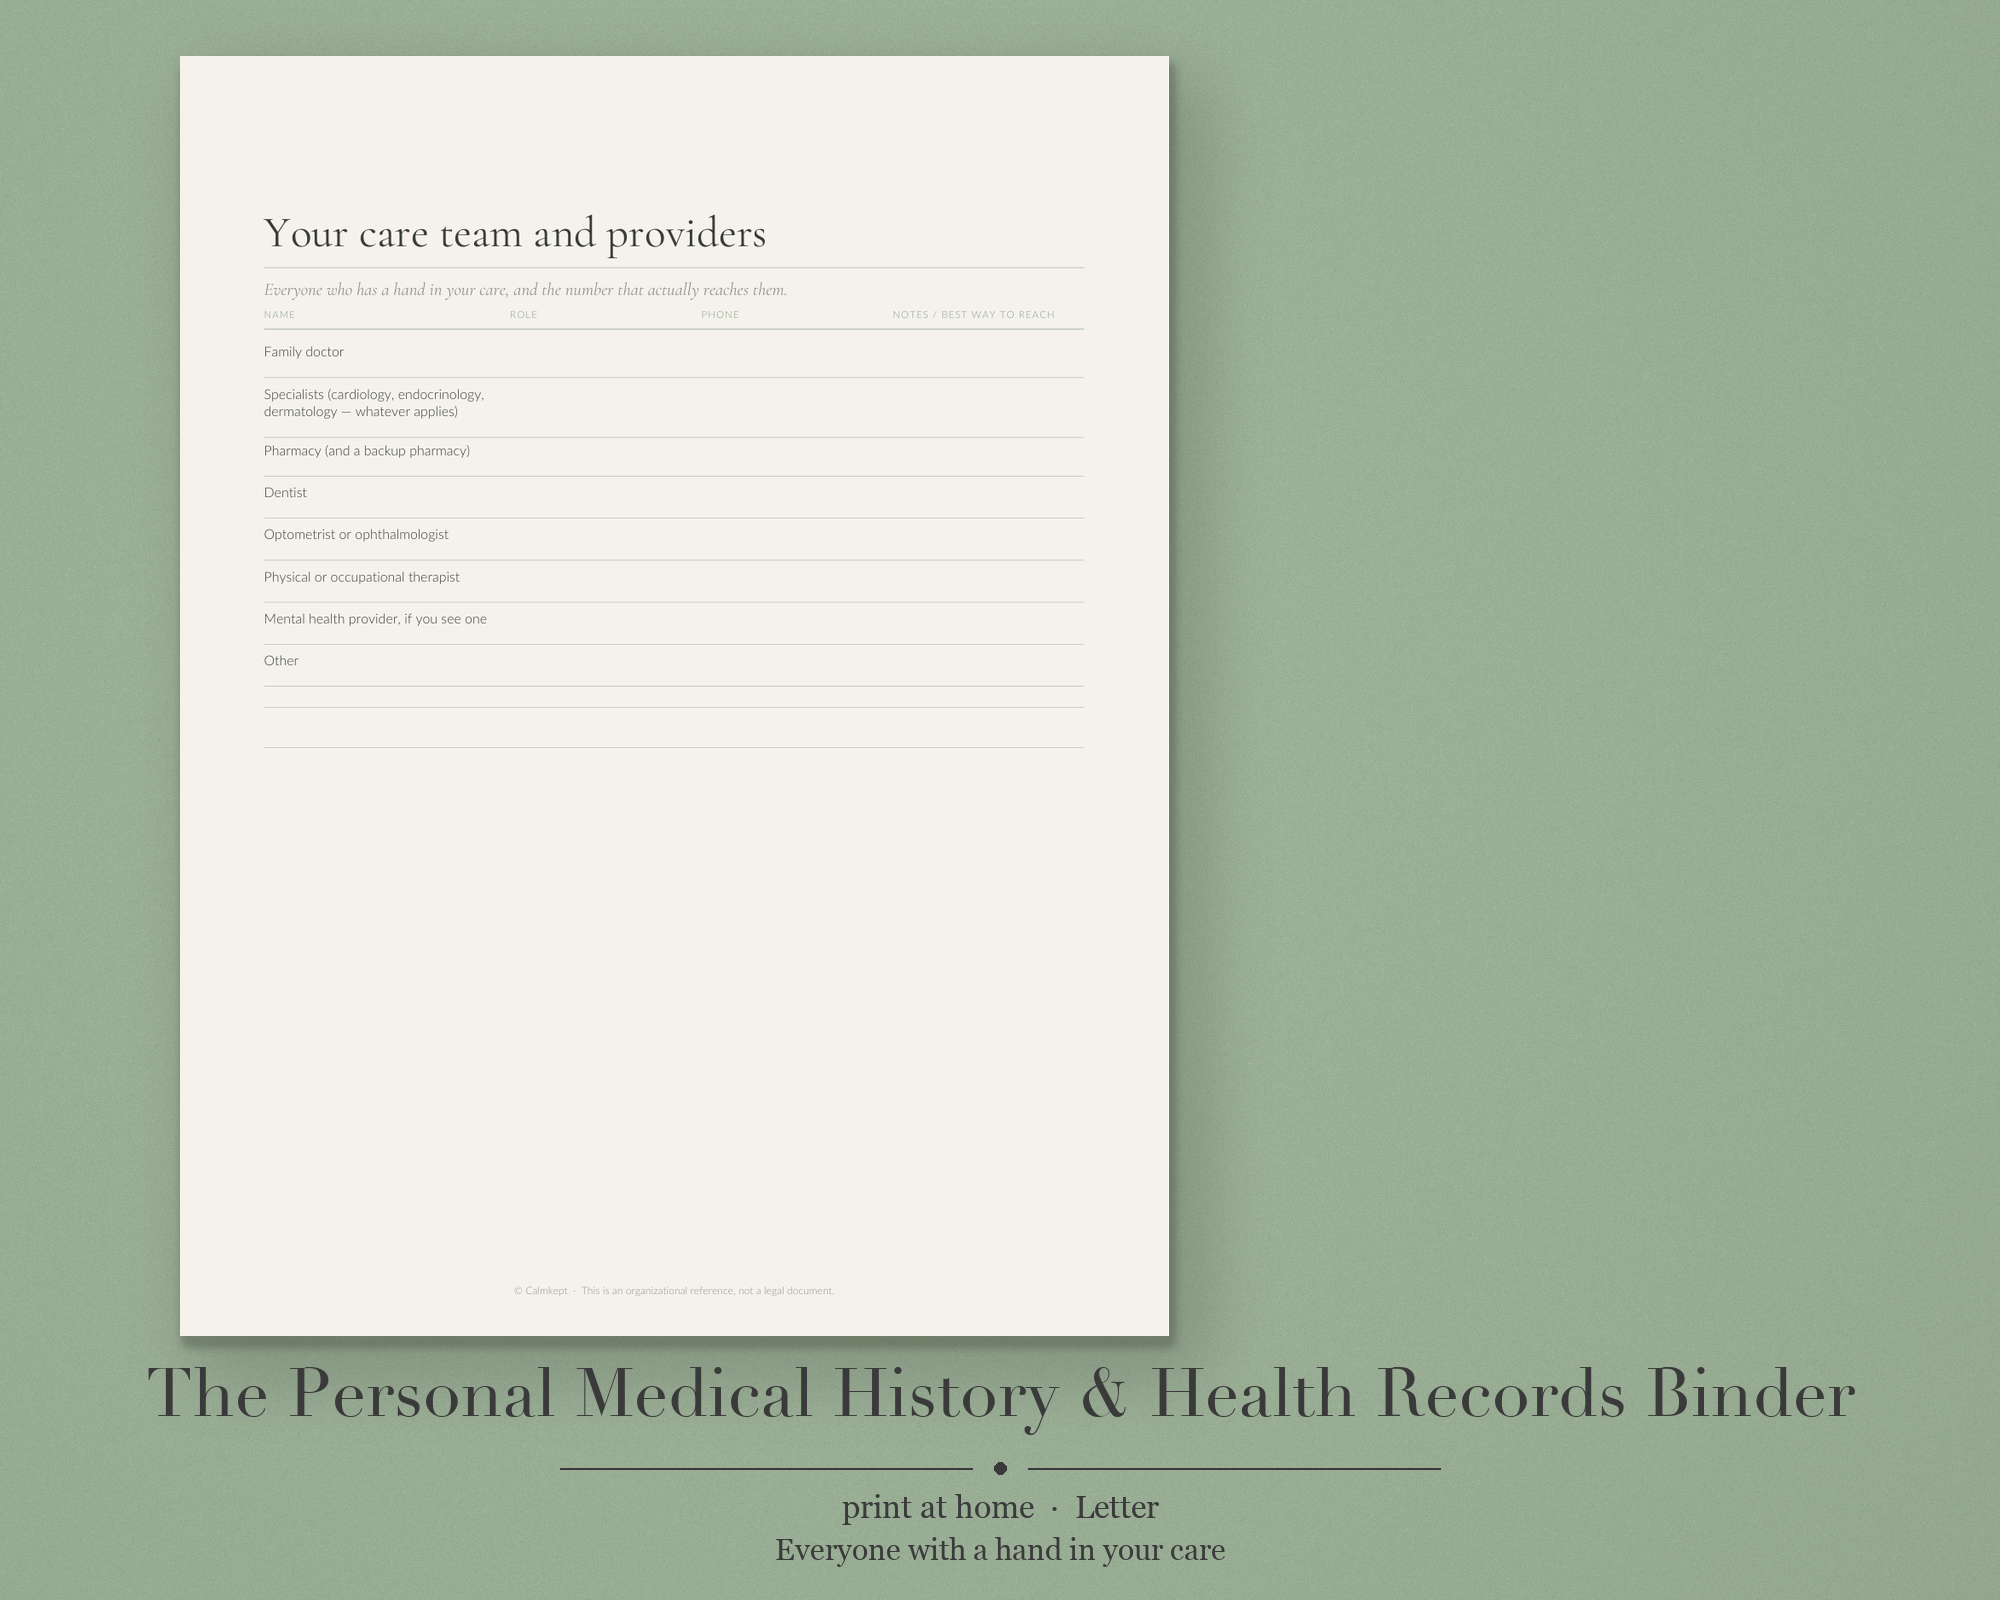 Your care team and providers
Everyone who has a hand in your care, and the number that actually reaches them.
NAME ROLE PHONE NOTES / BEST WAY TO REACH
Family doctor
Specialists (cardiology, endocrinology,
dermatology — whatever applies)
Pharmacy (and a backup pharmacy)
Dentist
Optometrist or ophthalmologist
Physical or occupational therapist
Mental health provider, if you see one
Other
© Calmkept · This is an organizational reference, not a legal document.
The Personal Medical History & Health Records Binder
print at home · Letter
Everyone with a hand in your care